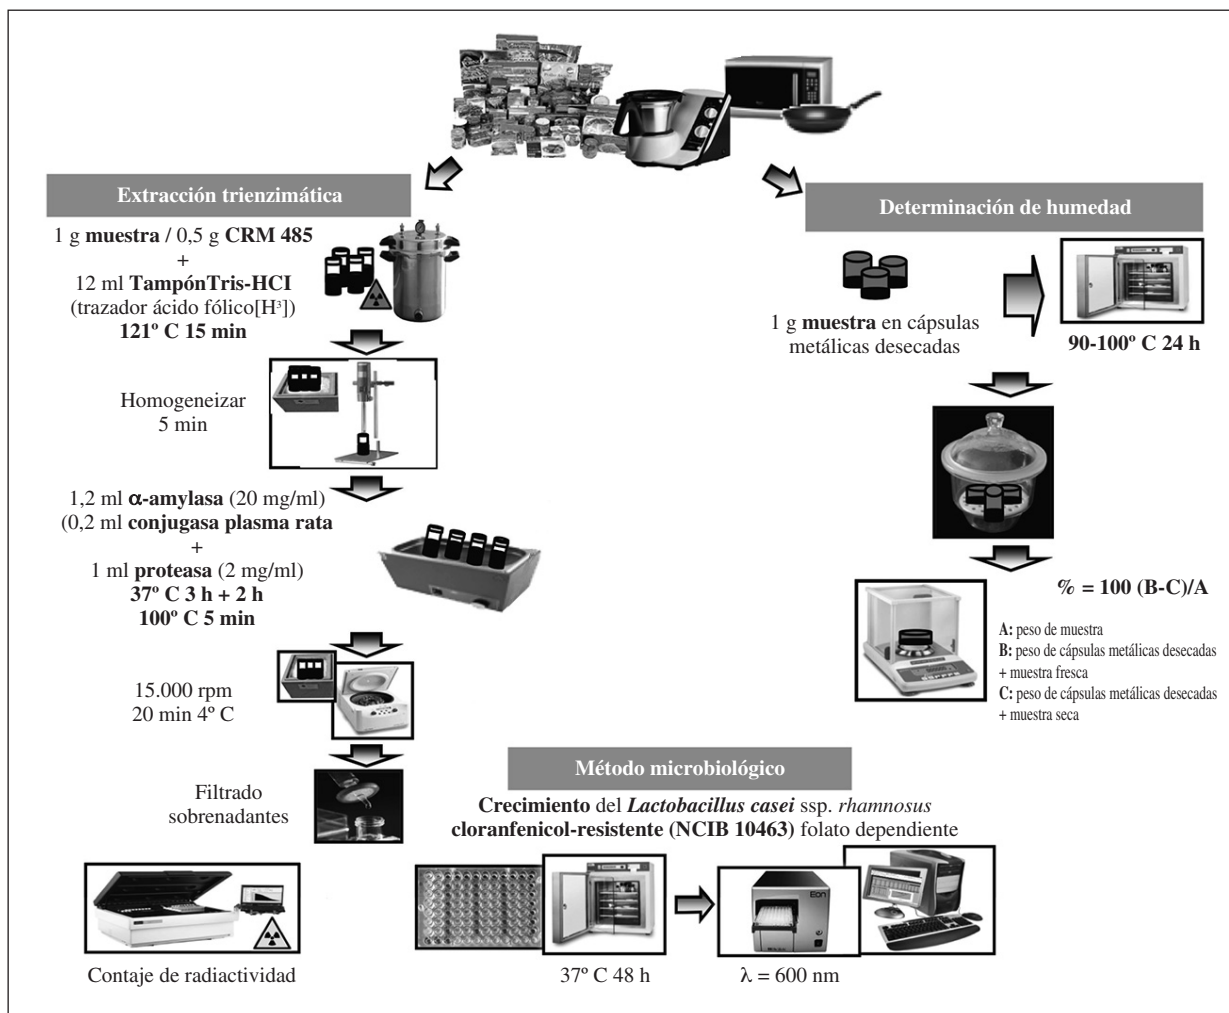 Extracción trienzimática
1 g muestra / 0,5 g CRM 485
+
12 ml TampónTris-HCI
(trazador ácido fólico[H³])
121º C 15 min
Homogeneizar
5 min
1,2 ml α-amylasa (20 mg/ml)
(0,2 ml conjugasa plasma rata
+
1 ml proteasa (2 mg/ml)
37º C 3 h + 2 h
100º C 5 min
15.000 rpm
20 min 4º C
Filtrado
sobrenadantes
Contaje de radiactividad
Determinación de humedad
1 g muestra en cápsulas
metálicas desecadas
90-100º C 24 h
% = 100 (B-C)/A
A: peso de muestra
B: peso de cápsulas metálicas desecadas
+ muestra fresca
C: peso de cápsulas metálicas desecadas
+ muestra seca
Método microbiológico
Crecimiento del Lactobacillus casei ssp. rhamnosus
cloranfenicol-resistente (NCIB 10463) folato dependiente
37º C 48 h
Eon
λ = 600 nm